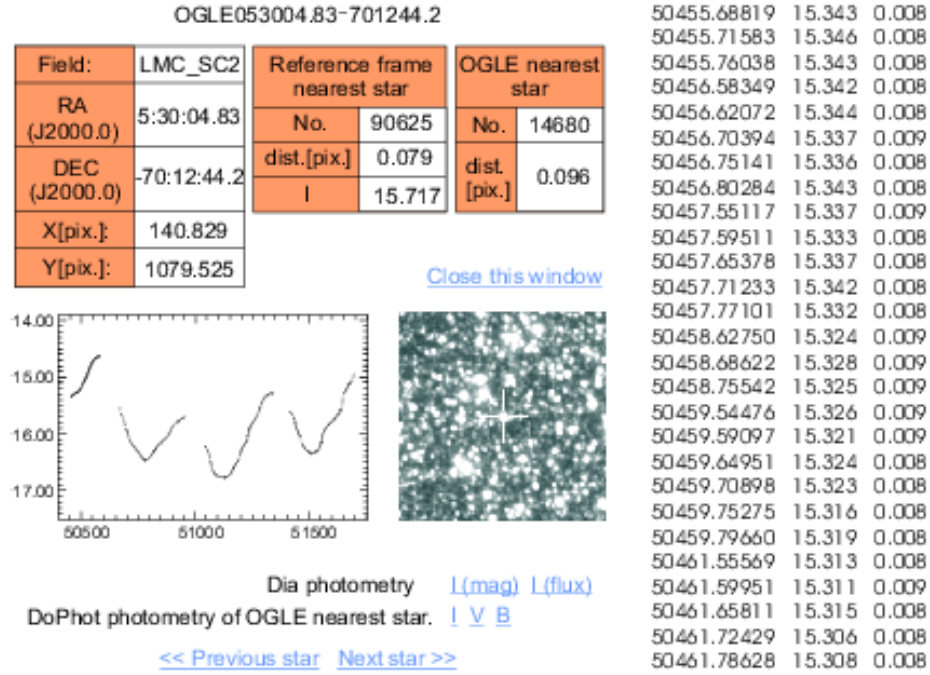 OGLE053004.83-701244.2
Field: LMC_SC2
RA (J2000.0) 5:30:04.83
DEC (J2000.0) -70:12:44.2
X[pix.]: 140.829
Y[pix.]: 1079.525
Reference frame nearest star
No. 90625
dist.[pix.] 0.079
I 15.717
OGLE nearest star
No. 14680
dist. [pix.] 0.096
Close this window
14.00
15.00
16.00
17.00
50500 51000 51500
Dia photometry I (mag) I (flux)
DoPhot photometry of OGLE nearest star. I V B
<< Previous star Next star >>
50455.68819 15.343 0.008
50455.71583 15.346 0.008
50455.76038 15.343 0.008
50456.58349 15.342 0.008
50456.62072 15.344 0.008
50456.70394 15.337 0.009
50456.75141 15.336 0.008
50456.80284 15.343 0.008
50457.55117 15.337 0.009
50457.59511 15.333 0.008
50457.65378 15.337 0.008
50457.71233 15.342 0.008
50457.77101 15.332 0.008
50458.62750 15.324 0.009
50458.68622 15.328 0.009
50458.75542 15.325 0.009
50459.54476 15.326 0.009
50459.59097 15.321 0.009
50459.64951 15.324 0.008
50459.70898 15.323 0.008
50459.75275 15.316 0.008
50459.79660 15.319 0.008
50461.55569 15.313 0.008
50461.59951 15.311 0.009
50461.65811 15.315 0.008
50461.72429 15.306 0.008
50461.78628 15.308 0.008